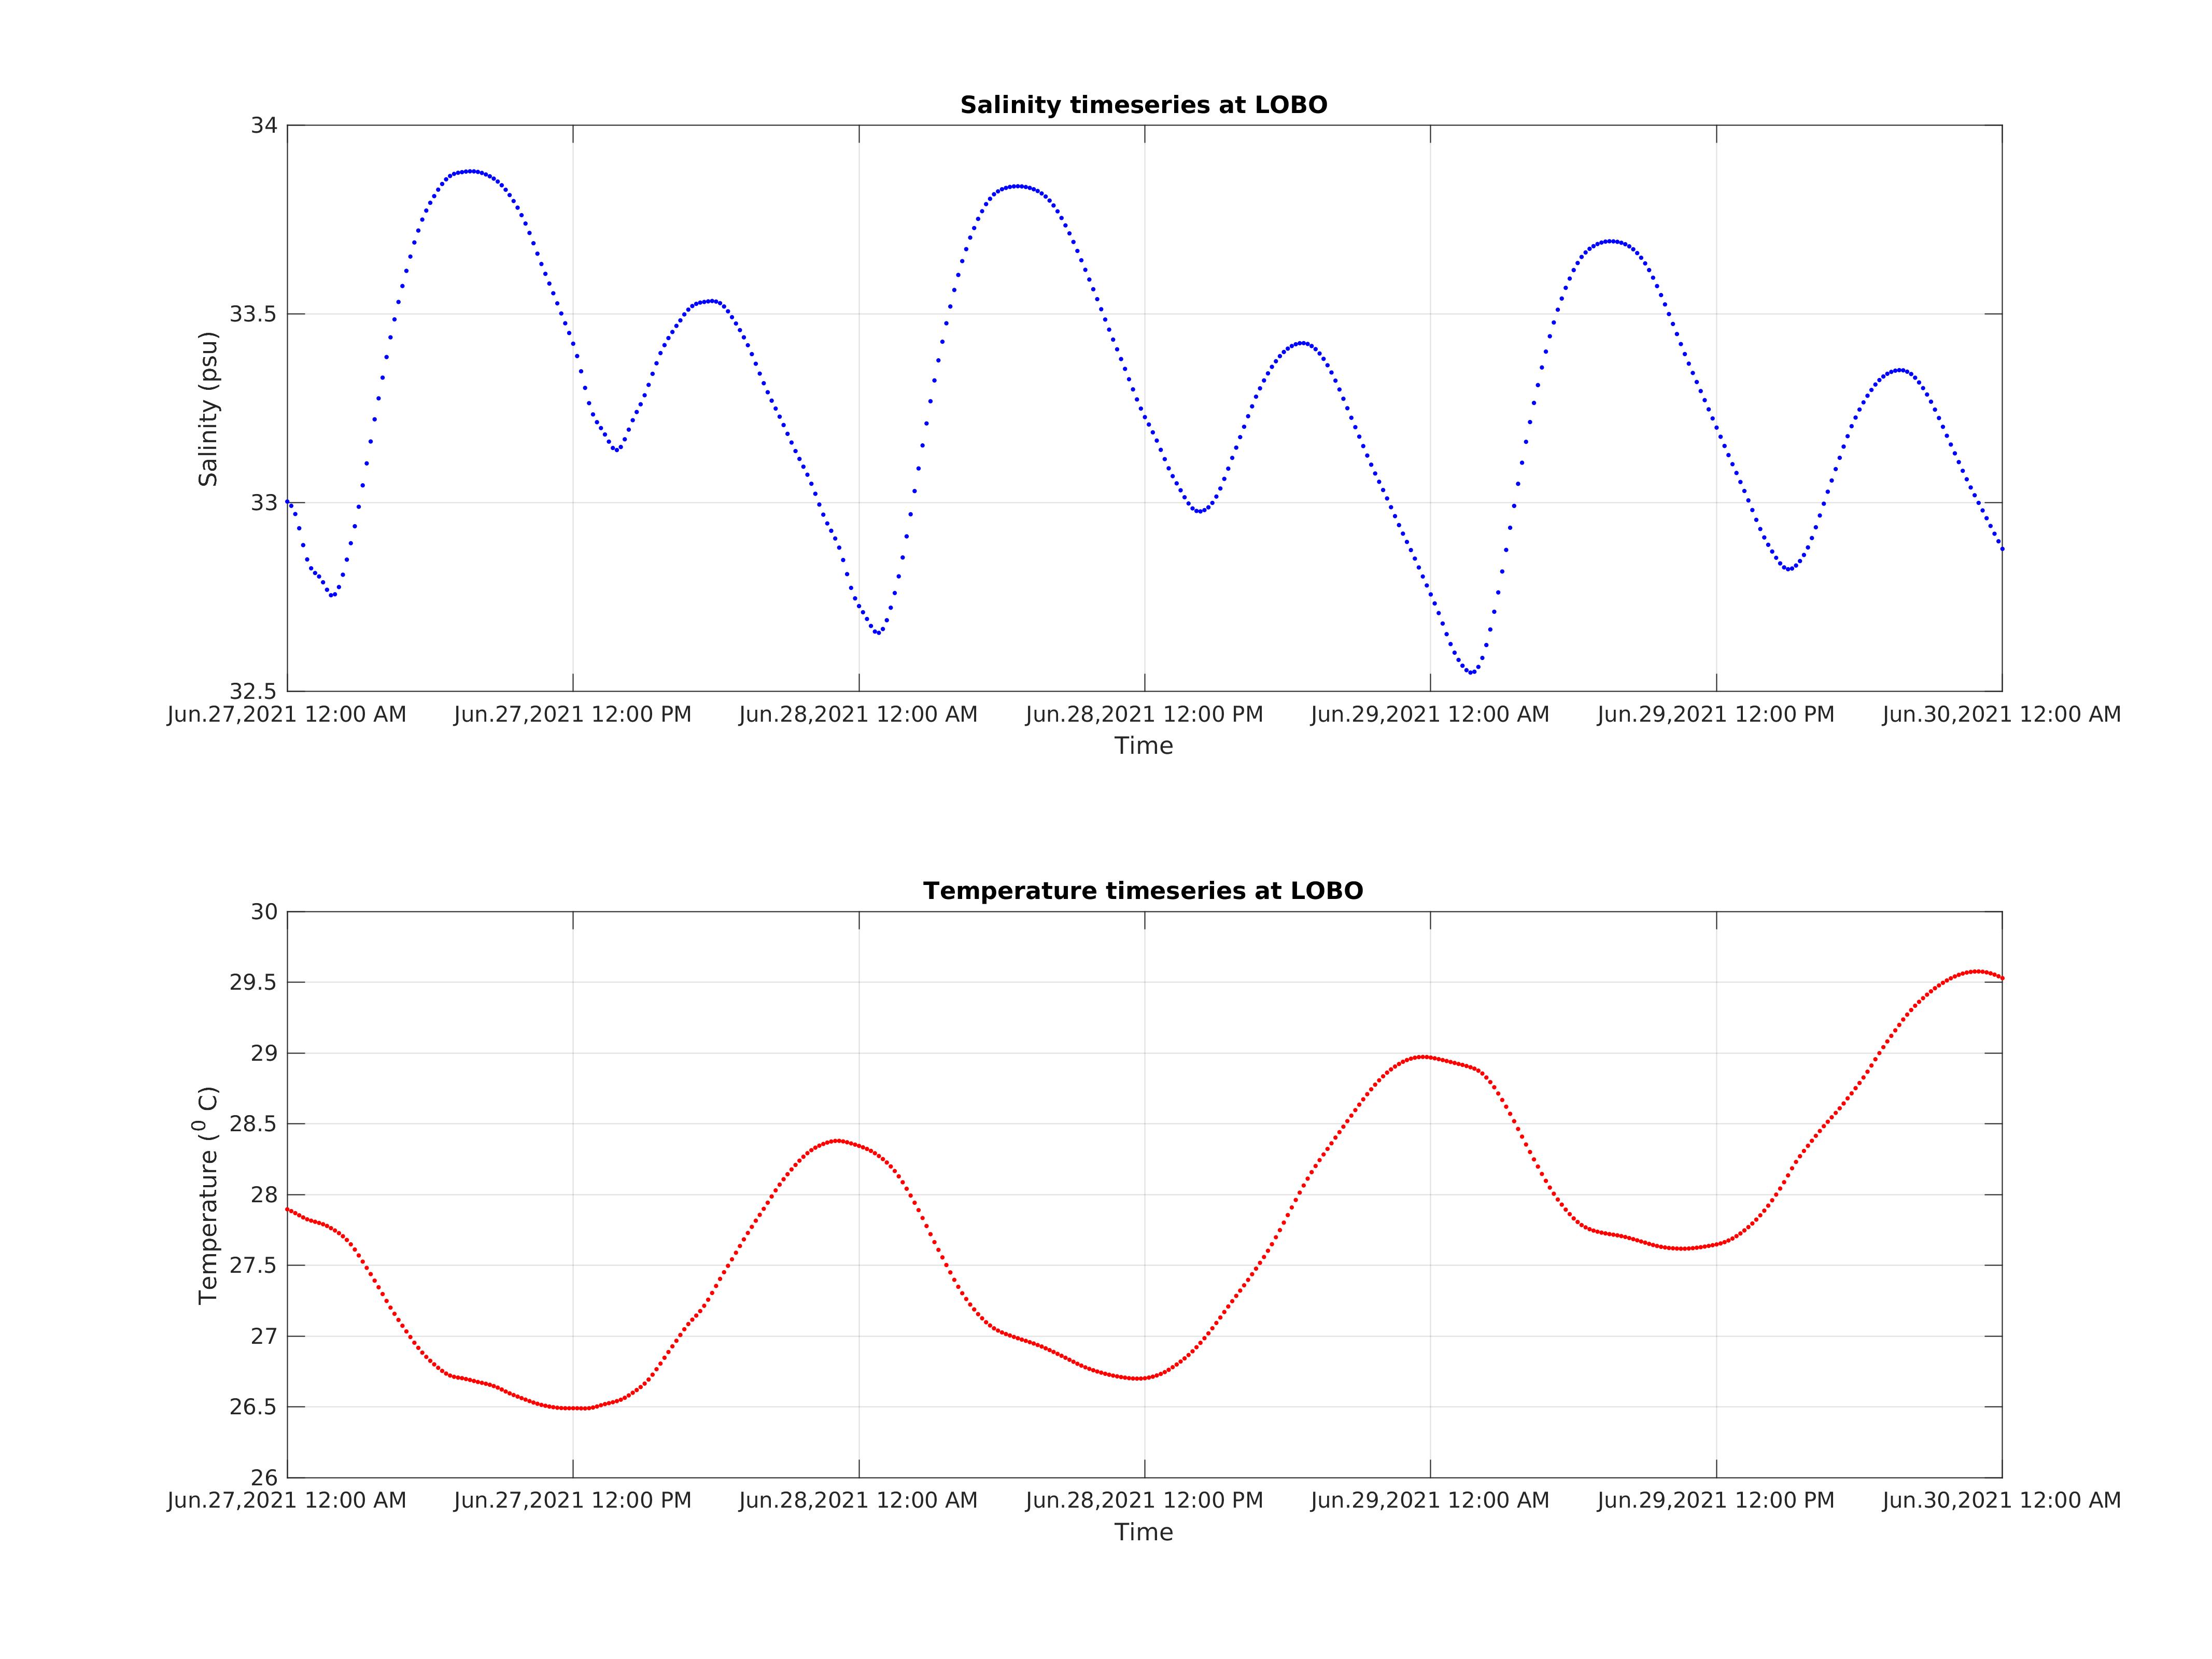 Salinity timeseries at LOBO
34
33.5
33
32.5
Salinity (psu)
Jun.27,2021 12:00 AM Jun.27,2021 12:00 PM Jun.28,2021 12:00 AM Jun.28,2021 12:00 PM Jun.29,2021 12:00 AM Jun.29,2021 12:00 PM Jun.30,2021 12:00 AM
Time
Temperature timeseries at LOBO
30
29.5
29
28.5
28
27.5
27
26.5
26
Temperature (⁰ C)
Jun.27,2021 12:00 AM Jun.27,2021 12:00 PM Jun.28,2021 12:00 AM Jun.28,2021 12:00 PM Jun.29,2021 12:00 AM Jun.29,2021 12:00 PM Jun.30,2021 12:00 AM
Time